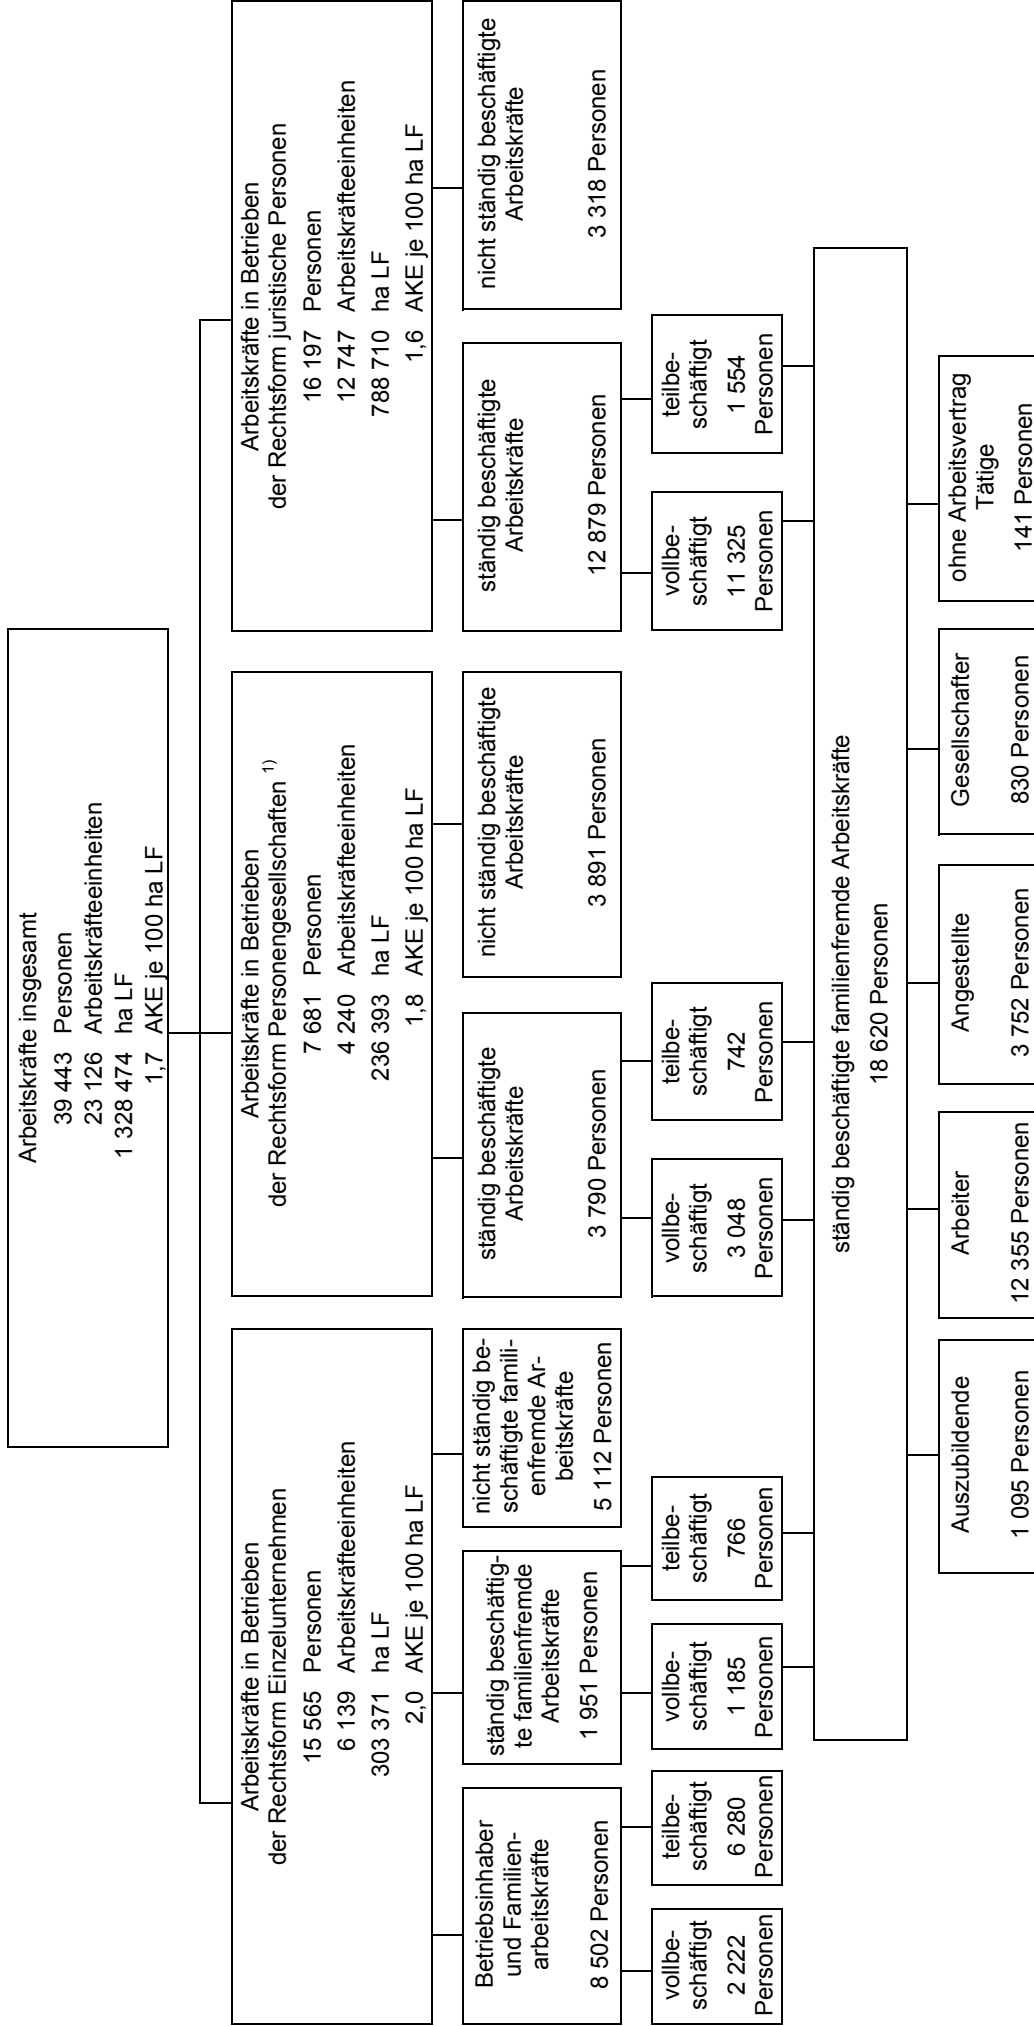 Arbeitskräfte insgesamt
39 443 Personen
23 126 Arbeitskräfteeinheiten
1 328 474 ha LF
1,7 AKE je 100 ha LF
Arbeitskräfte in Betrieben
der Rechtsform Einzelunternehmen
15 565 Personen
6 139 Arbeitskräfteeinheiten
303 371 ha LF
2,0 AKE je 100 ha LF
Arbeitskräfte in Betrieben
der Rechtsform Personengesellschaften 1)
7 681 Personen
4 240 Arbeitskräfteeinheiten
236 393 ha LF
1,8 AKE je 100 ha LF
Arbeitskräfte in Betrieben
der Rechtsform juristische Personen
16 197 Personen
12 747 Arbeitskräfteeinheiten
788 710 ha LF
1,6 AKE je 100 ha LF
Betriebsinhaber
und Familien-
arbeitskräfte
8 502 Personen
ständig beschäftig-
te familienfremde
Arbeitskräfte
1 951 Personen
nicht ständig be-
schäftigte famili-
enfremde Ar-
beitskräfte
5 112 Personen
ständig beschäftigte
Arbeitskräfte
3 790 Personen
nicht ständig beschäftigte
Arbeitskräfte
3 891 Personen
ständig beschäftigte
Arbeitskräfte
12 879 Personen
nicht ständig beschäftigte
Arbeitskräfte
3 318 Personen
vollbe-
schäftigt
2 222
Personen
teilbe-
schäftigt
6 280
Personen
vollbe-
schäftigt
1 185
Personen
teilbe-
schäftigt
766
Personen
vollbe-
schäftigt
3 048
Personen
teilbe-
schäftigt
742
Personen
vollbe-
schäftigt
11 325
Personen
teilbe-
schäftigt
1 554
Personen
ständig beschäftigte familienfremde Arbeitskräfte
18 620 Personen
Auszubildende
1 095 Personen
Arbeiter
12 355 Personen
Angestellte
3 752 Personen
Gesellschafter
830 Personen
ohne Arbeitsvertrag
Tätige
141 Personen